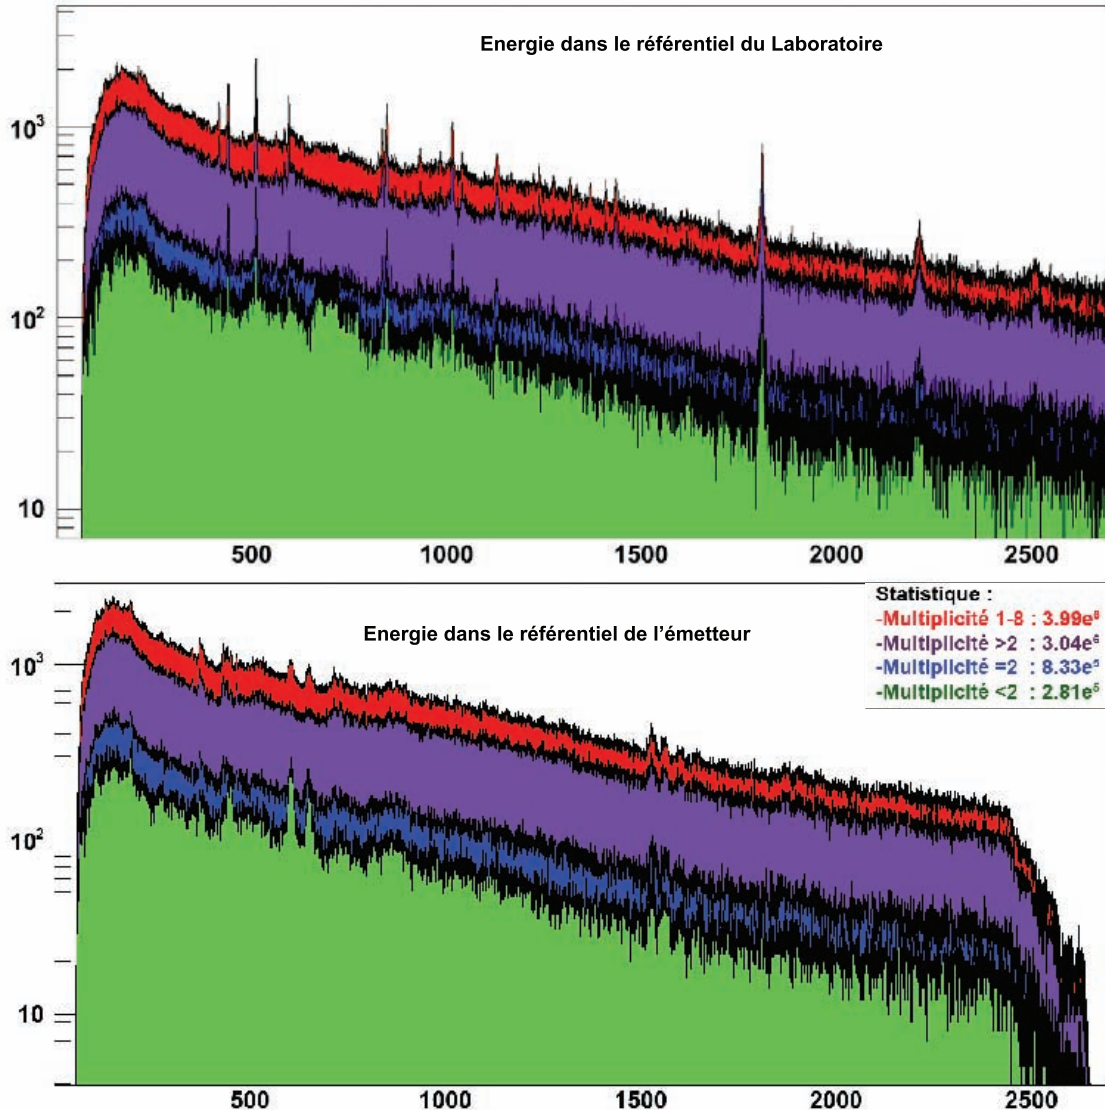 Energie dans le référentiel du Laboratoire
10³
10²
10
500 1000 1500 2000 2500
Statistique :
-Multiplicité 1-8 : 3.99e⁶
-Multiplicité >2 : 3.04e⁶
-Multiplicité =2 : 8.33e⁵
-Multiplicité <2 : 2.81e⁵
Energie dans le référentiel de l'émetteur
10³
10²
10
500 1000 1500 2000 2500